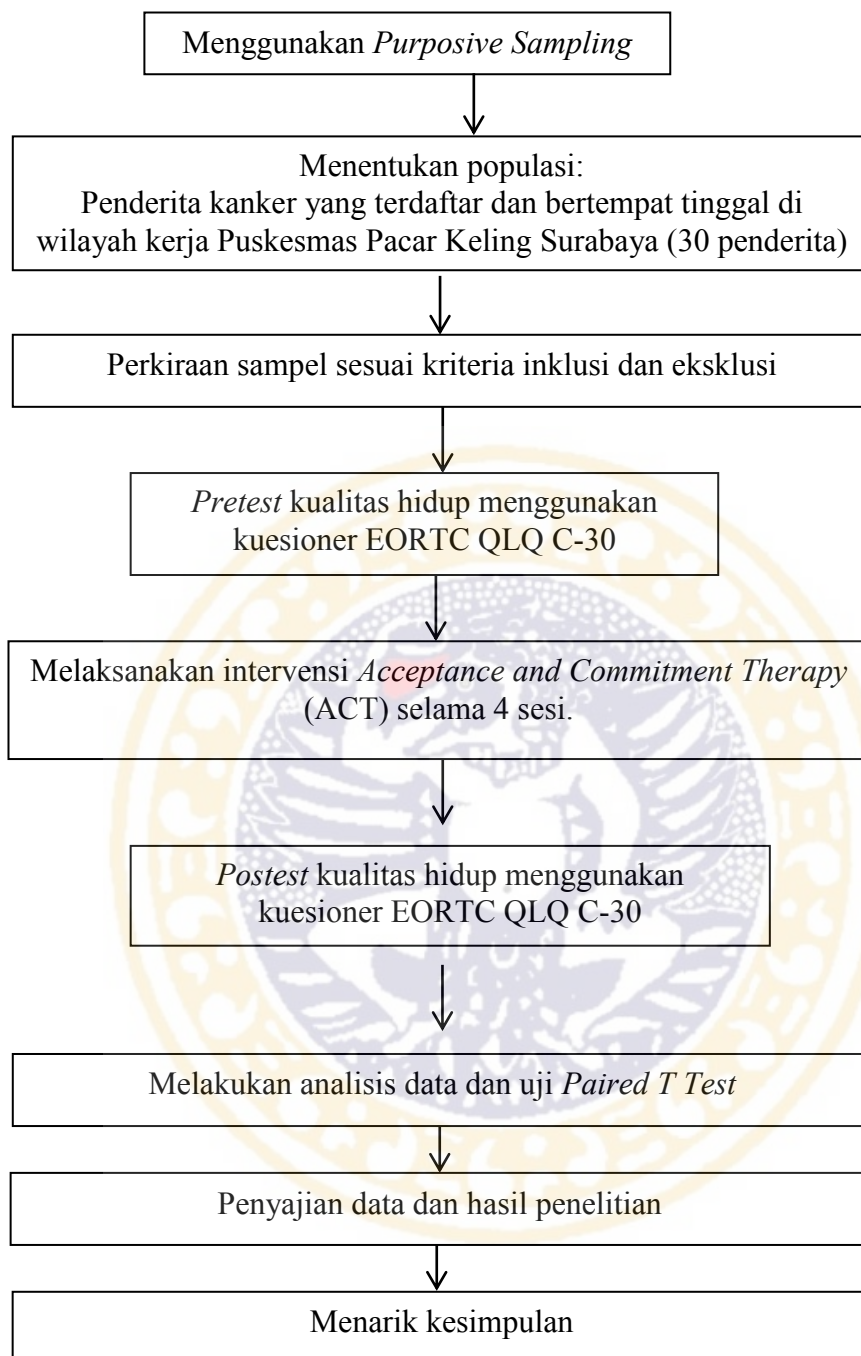 Menggunakan Purposive Sampling
Menentukan populasi:
Penderita kanker yang terdaftar dan bertempat tinggal di
wilayah kerja Puskesmas Pacar Keling Surabaya (30 penderita)
Perkiraan sampel sesuai kriteria inklusi dan eksklusi
Pretest kualitas hidup menggunakan
kuesioner EORTC QLQ C-30
Melaksanakan intervensi Acceptance and Commitment Therapy
(ACT) selama 4 sesi.
Postest kualitas hidup menggunakan
kuesioner EORTC QLQ C-30
Melakukan analisis data dan uji Paired T Test
Penyajian data dan hasil penelitian
Menarik kesimpulan